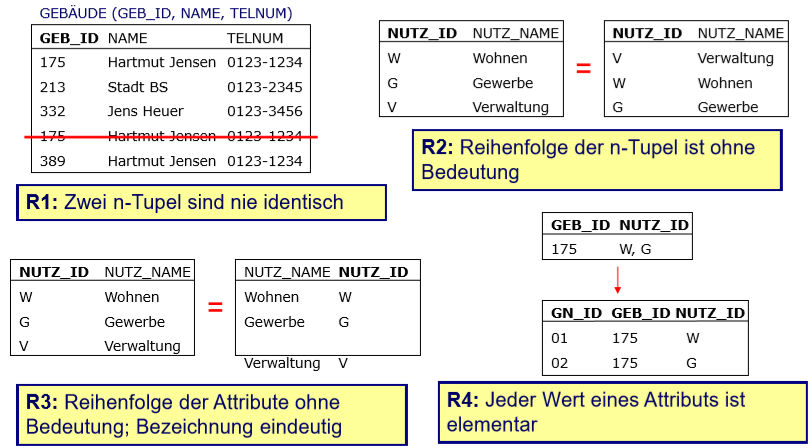 GEBÄUDE (GEB_ID, NAME, TELNUM)
GEB_ID NAME TELNUM
175 Hartmut Jensen 0123-1234
213 Stadt BS 0123-2345
332 Jens Heuer 0123-3456
175 Hartmut Jensen 0123-1234
389 Hartmut Jensen 0123-1234
R1: Zwei n-Tupel sind nie identisch
NUTZ_ID NUTZ_NAME
W Wohnen
G Gewerbe
V Verwaltung
=
NUTZ_ID NUTZ_NAME
V Verwaltung
W Wohnen
G Gewerbe
R2: Reihenfolge der n-Tupel ist ohne
Bedeutung
NUTZ_ID NUTZ_NAME
W Wohnen
G Gewerbe
V Verwaltung
=
NUTZ_NAME NUTZ_ID
Wohnen W
Gewerbe G
Verwaltung V
R3: Reihenfolge der Attribute ohne
Bedeutung; Bezeichnung eindeutig
GEB_ID NUTZ_ID
175 W, G
GN_ID GEB_ID NUTZ_ID
01 175 W
02 175 G
R4: Jeder Wert eines Attributs ist
elementar